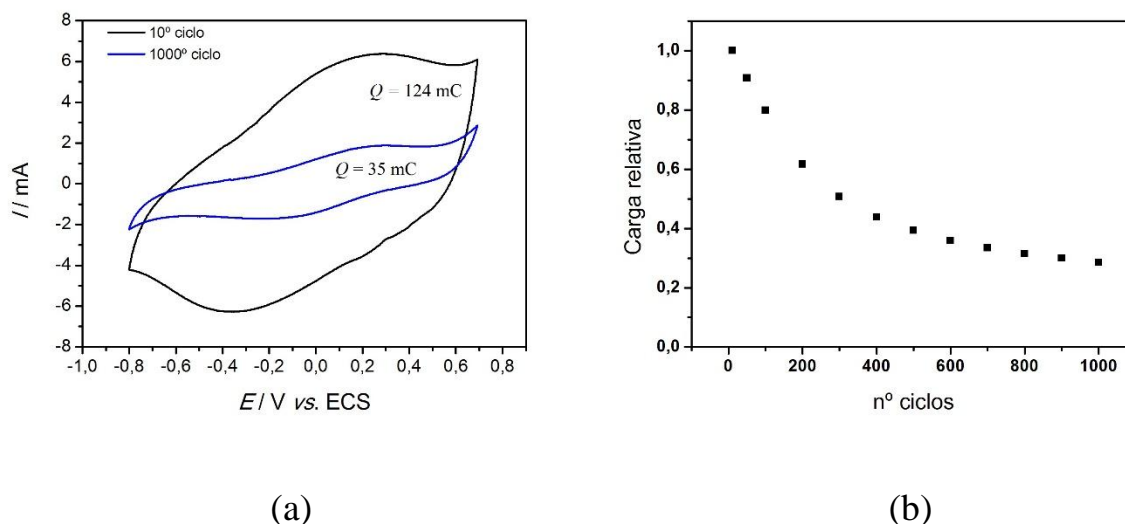 8
6
4
2
0
-2
-4
-6
-8
I / mA
10º ciclo
1000º ciclo
Q = 124 mC
Q = 35 mC
-1,0 -0,8 -0,6 -0,4 -0,2 0,0 0,2 0,4 0,6 0,8
E / V vs. ECS
(a)
1,0
0,8
0,6
0,4
0,2
0,0
Carga relativa
0 200 400 600 800 1000
nº ciclos
(b)